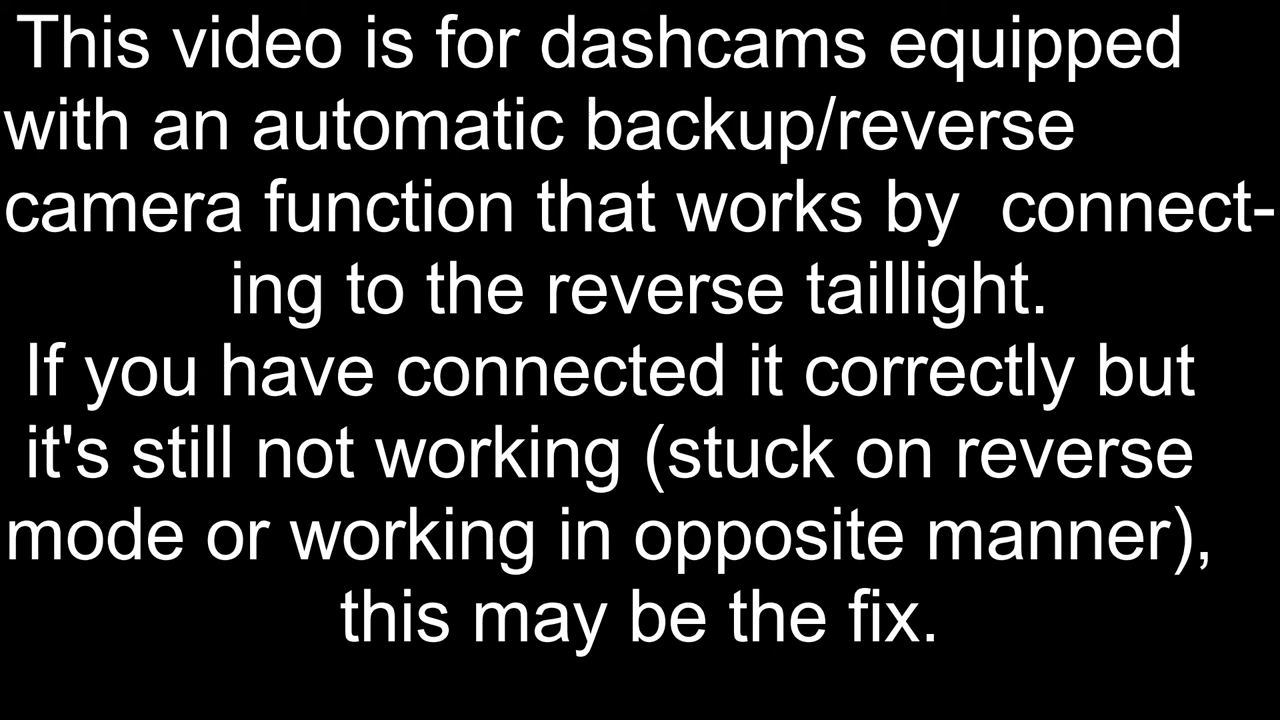 This video is for dashcams equipped
with an automatic backup/reverse
camera function that works by  connect-
ing to the reverse taillight.
If you have connected it correctly but
it's still not working (stuck on reverse
mode or working in opposite manner),
this may be the fix.